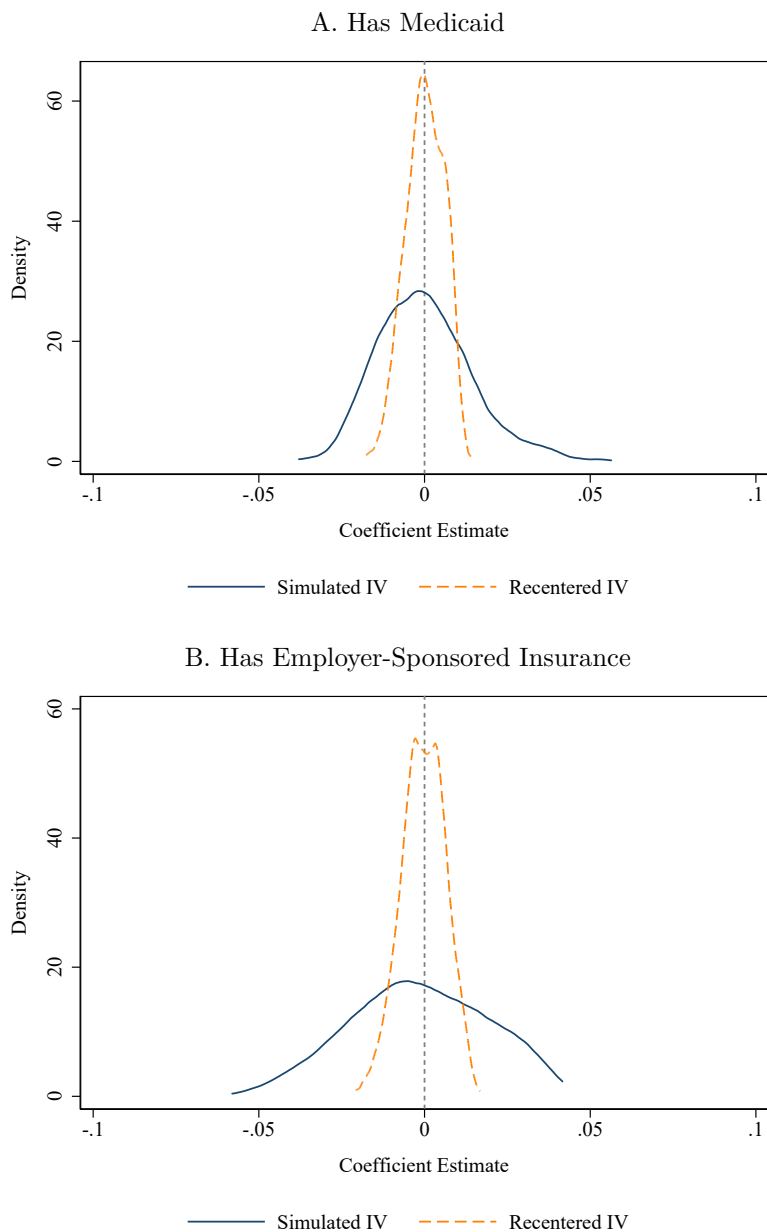 A. Has Medicaid
60
40
20
0
Density
-.1 -.05 0 .05 .1
Coefficient Estimate
Simulated IV Recentered IV
B. Has Employer-Sponsored Insurance
60
40
20
0
Density
-.1 -.05 0 .05 .1
Coefficient Estimate
Simulated IV Recentered IV